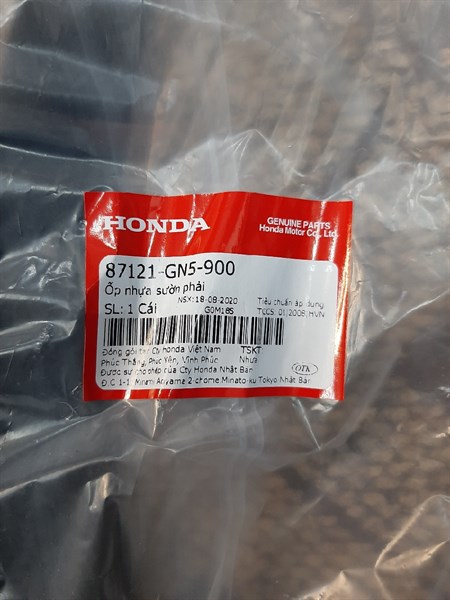 HONDA
GENUINE PARTS
Honda Motor Co., Ltd.
87121-GN5-900
Ốp nhựa sườn phải
NSX:18-08-2020 Tiêu chuẩn áp dụng
SL: 1 Cái G0M18S TCCS: 01:2008/HVN
Đóng gói tại: Cty honda Việt Nam TSKT
Phúc Thắng, Phúc Yên, Vĩnh Phúc Nhựa
Được sự cho phép của Cty Honda Nhật Bản
Đ.C 1-1, Minami Aoyama 2-chome, Minato-ku Tokyo Nhật Bản
OTK